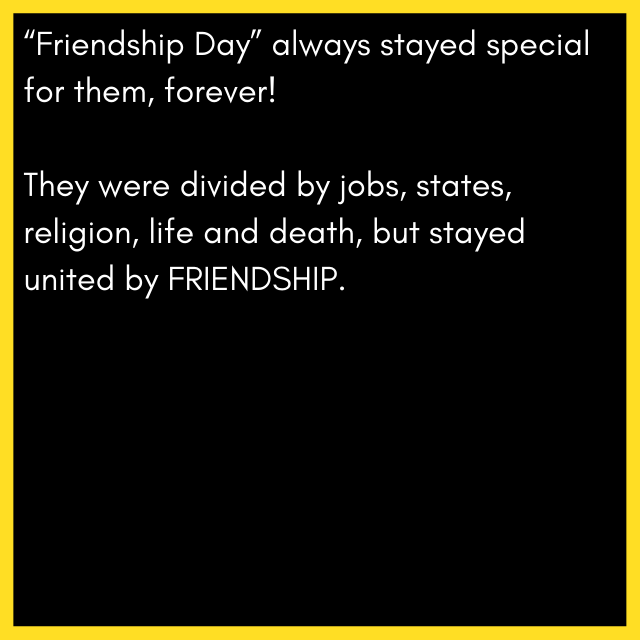 “Friendship Day” always stayed special
for them, forever!
They were divided by jobs, states,
religion, life and death, but stayed
united by FRIENDSHIP.